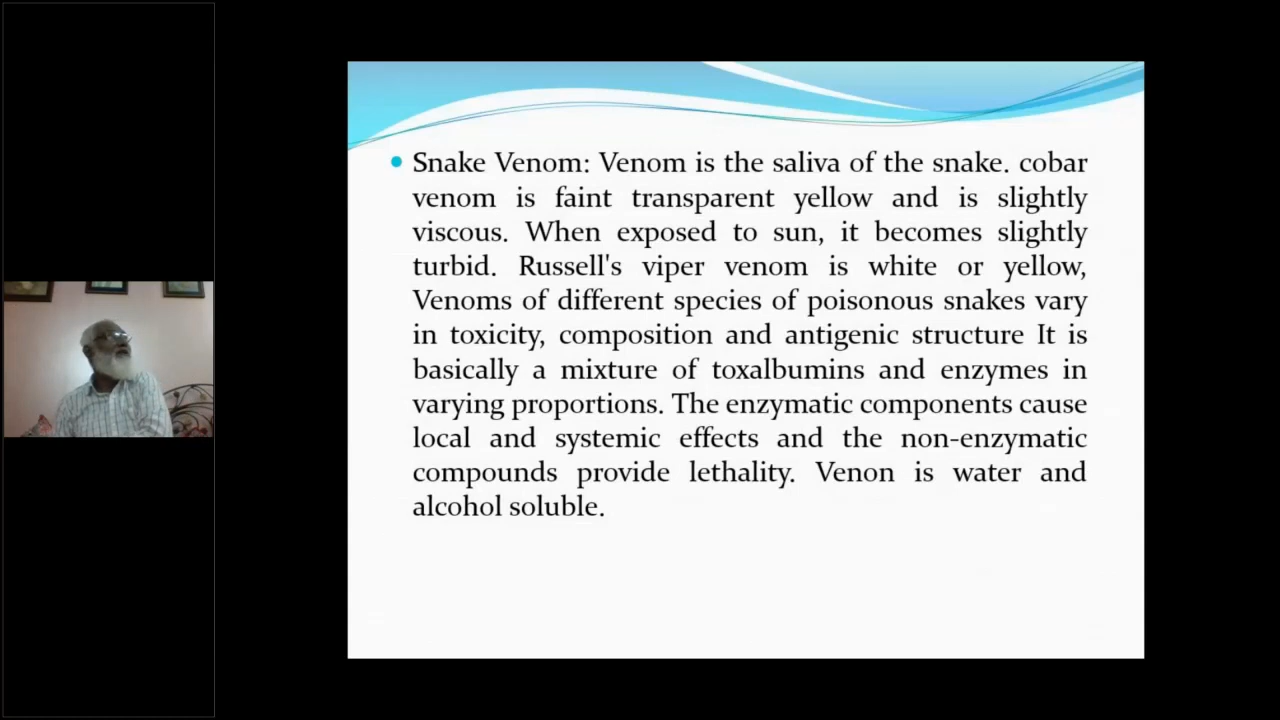 Snake Venom: Venom is the saliva of the snake. cobar
venom is faint transparent yellow and is slightly
viscous. When exposed to sun, it becomes slightly
turbid. Russell's viper venom is white or yellow,
Venoms of different species of poisonous snakes vary
in toxicity, composition and antigenic structure It is
basically a mixture of toxalbumins and enzymes in
varying proportions. The enzymatic components cause
local and systemic effects and the non-enzymatic
compounds provide lethality. Venon is water and
alcohol soluble.